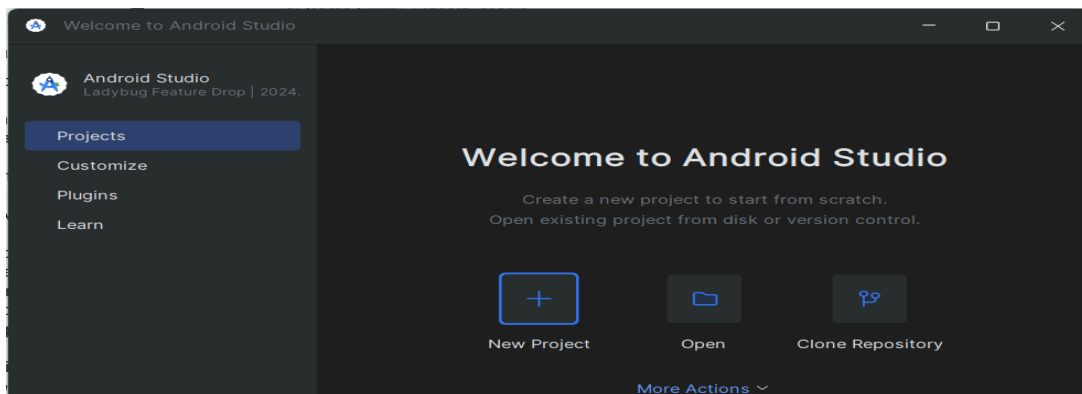 Welcome to Android Studio
Android Studio
Ladybug Feature Drop | 2024.
Projects
Customize
Plugins
Learn
Welcome to Android Studio
Create a new project to start from scratch.
Open existing project from disk or version control.
New Project
Open
Clone Repository
More Actions